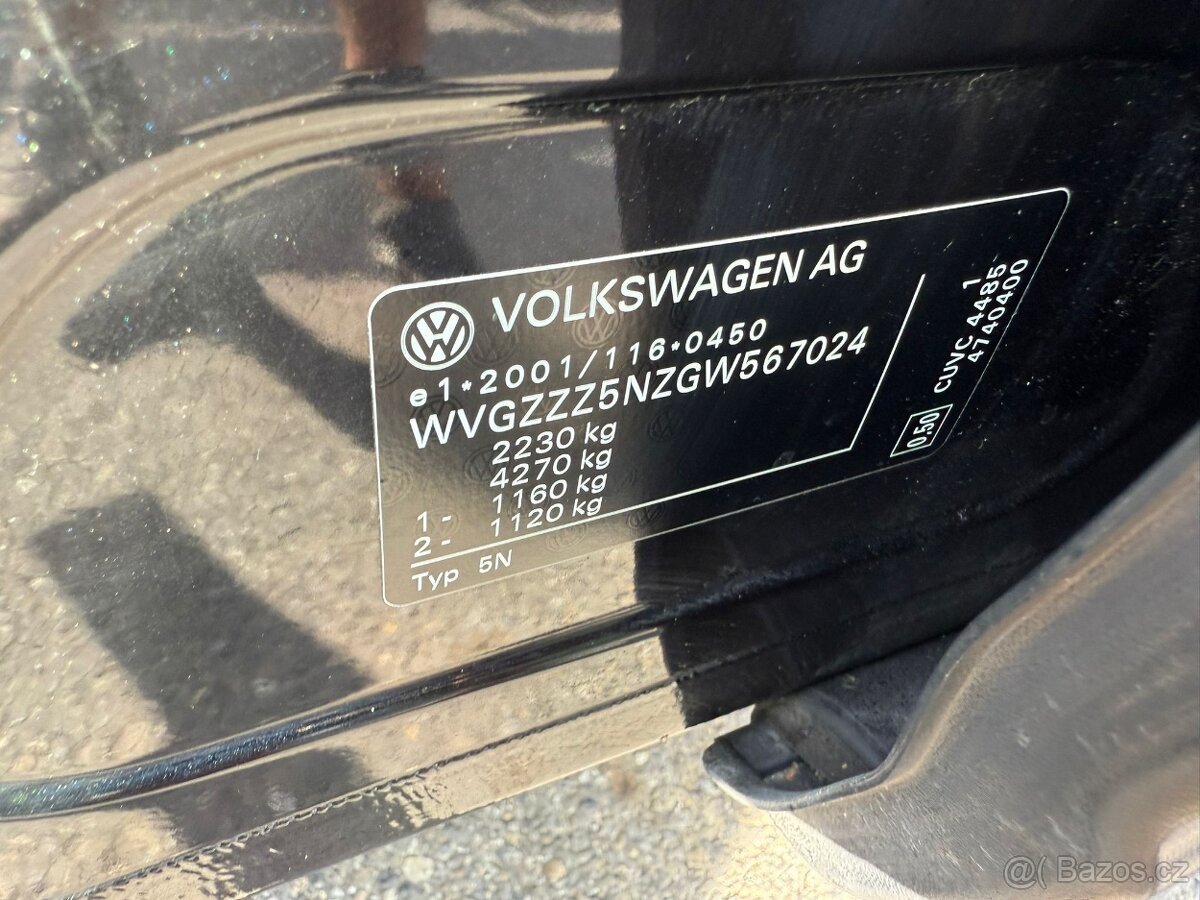 VOLKSWAGEN AG
e1*2001/116*0450
WVGZZZ5NZGW567024
2230 kg
4270 kg
1- 1160 kg
2- 1120 kg
Typ 5N
1
CUVC 4485
4740400
0,50
@( Bazos.cz